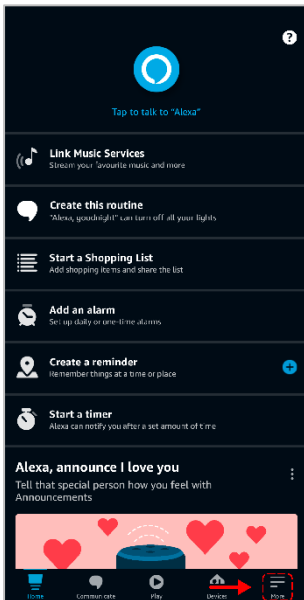 ?
Tap to talk to "Alexa"
Link Music Services
Stream your favourite music and more
Create this routine
"Alexa, goodnight" can turn off all your lights
Start a Shopping List
Add shopping items and share the list
Add an alarm
Set up daily or one-time alarms
Create a reminder
Remember things at a time or place
Start a timer
Alexa can notify you after a set amount of time
Alexa, announce I love you
Tell that special person how you feel with
Announcements
Home Communicate Play Devices More